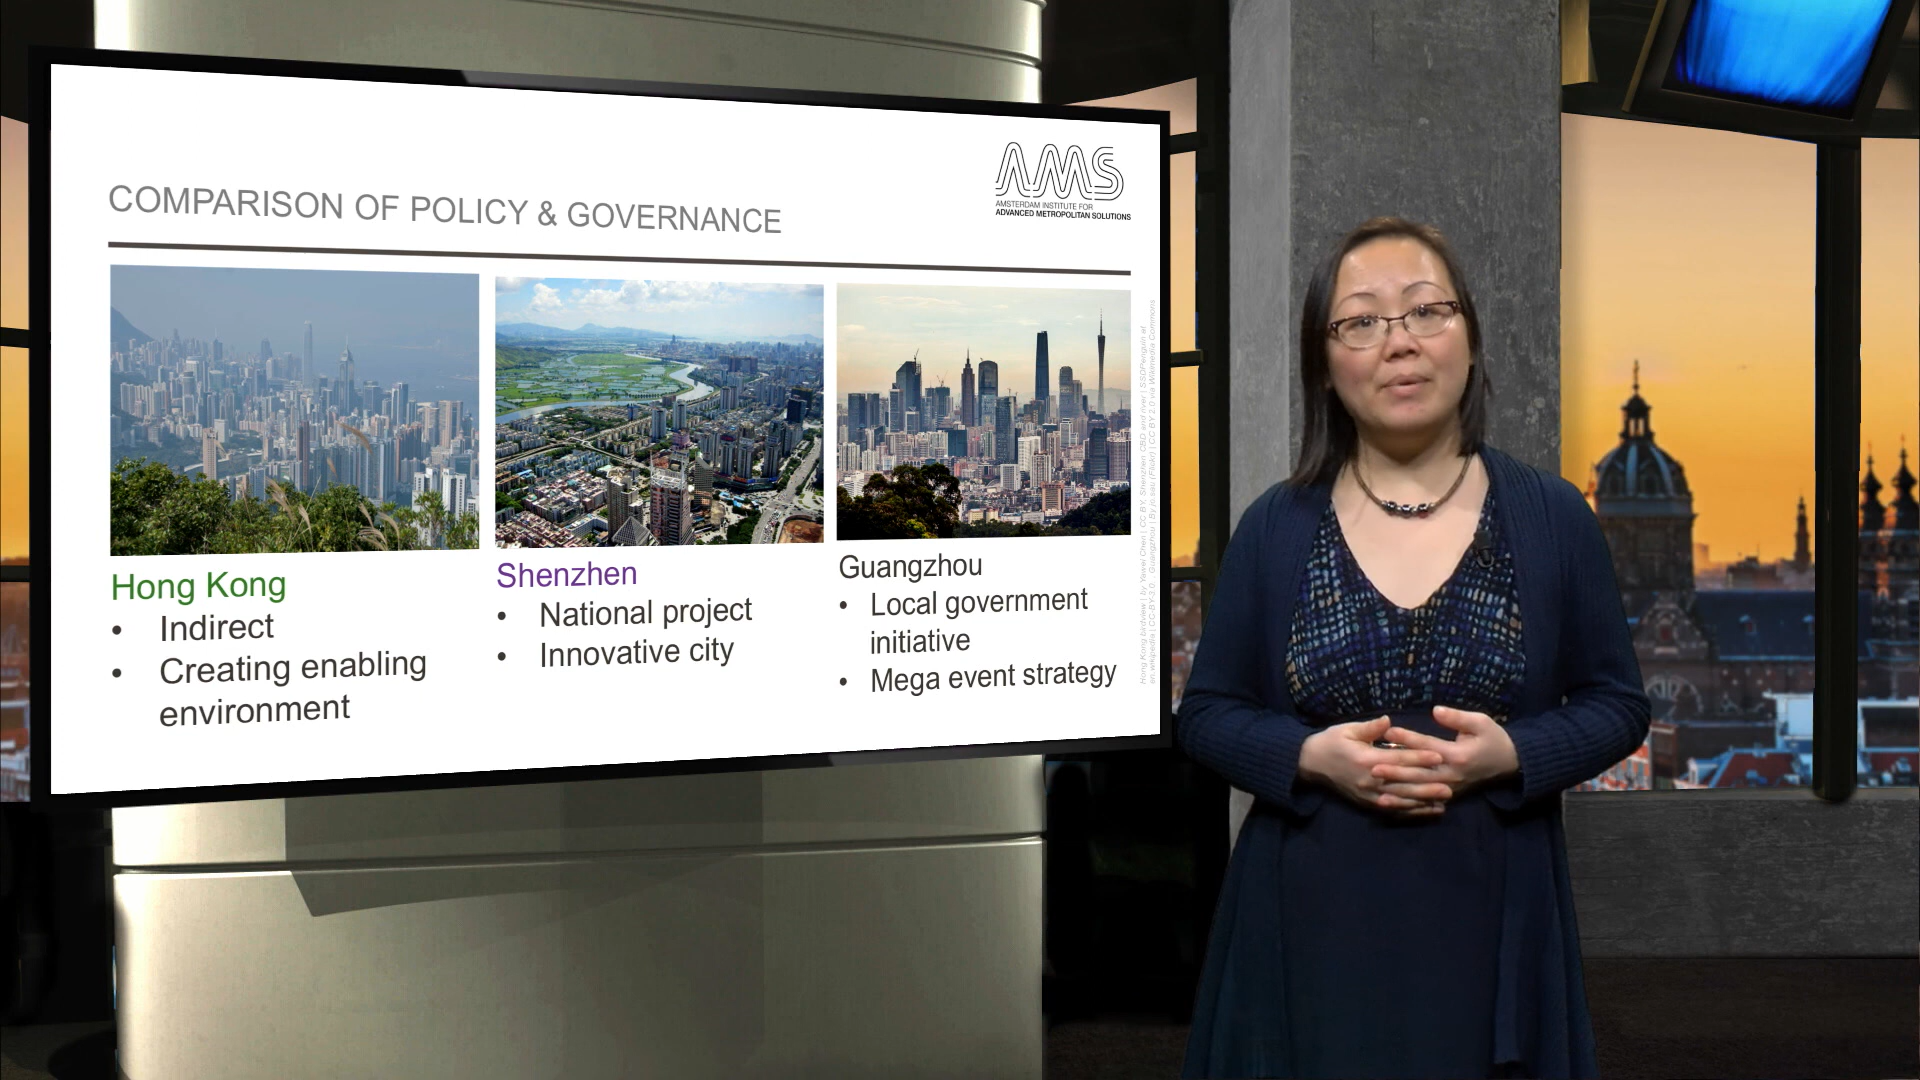 AMS
AMSTERDAM INSTITUTE FOR
ADVANCED METROPOLITAN SOLUTIONS
COMPARISON OF POLICY & GOVERNANCE
Hong Kong
• Indirect
• Creating enabling
environment
Shenzhen
• National project
• Innovative city
Guangzhou
• Local government
initiative
• Mega event strategy